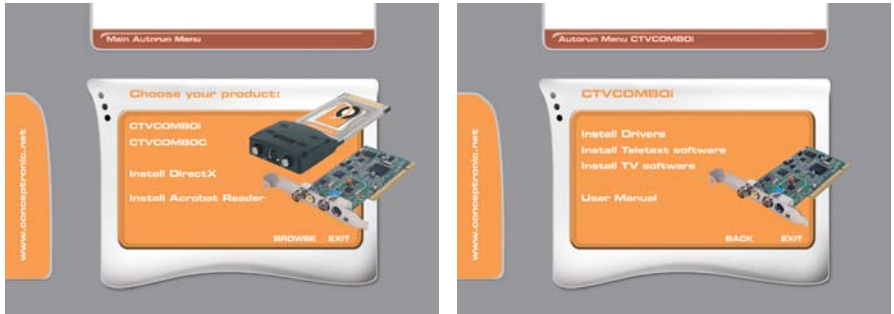 Main Autorun Menu
Choose your product:
CTVCOMBOi
CTVCOMBOC
Install DirectX
Install Acrobat Reader
BROWSE EXIT
www.conceptronic.net
Autorun Menu CTVCOMBOi
CTVCOMBOi
Install Drivers
Install Teletext software
Install TV software
User Manual
BACK EXIT
www.conceptronic.net